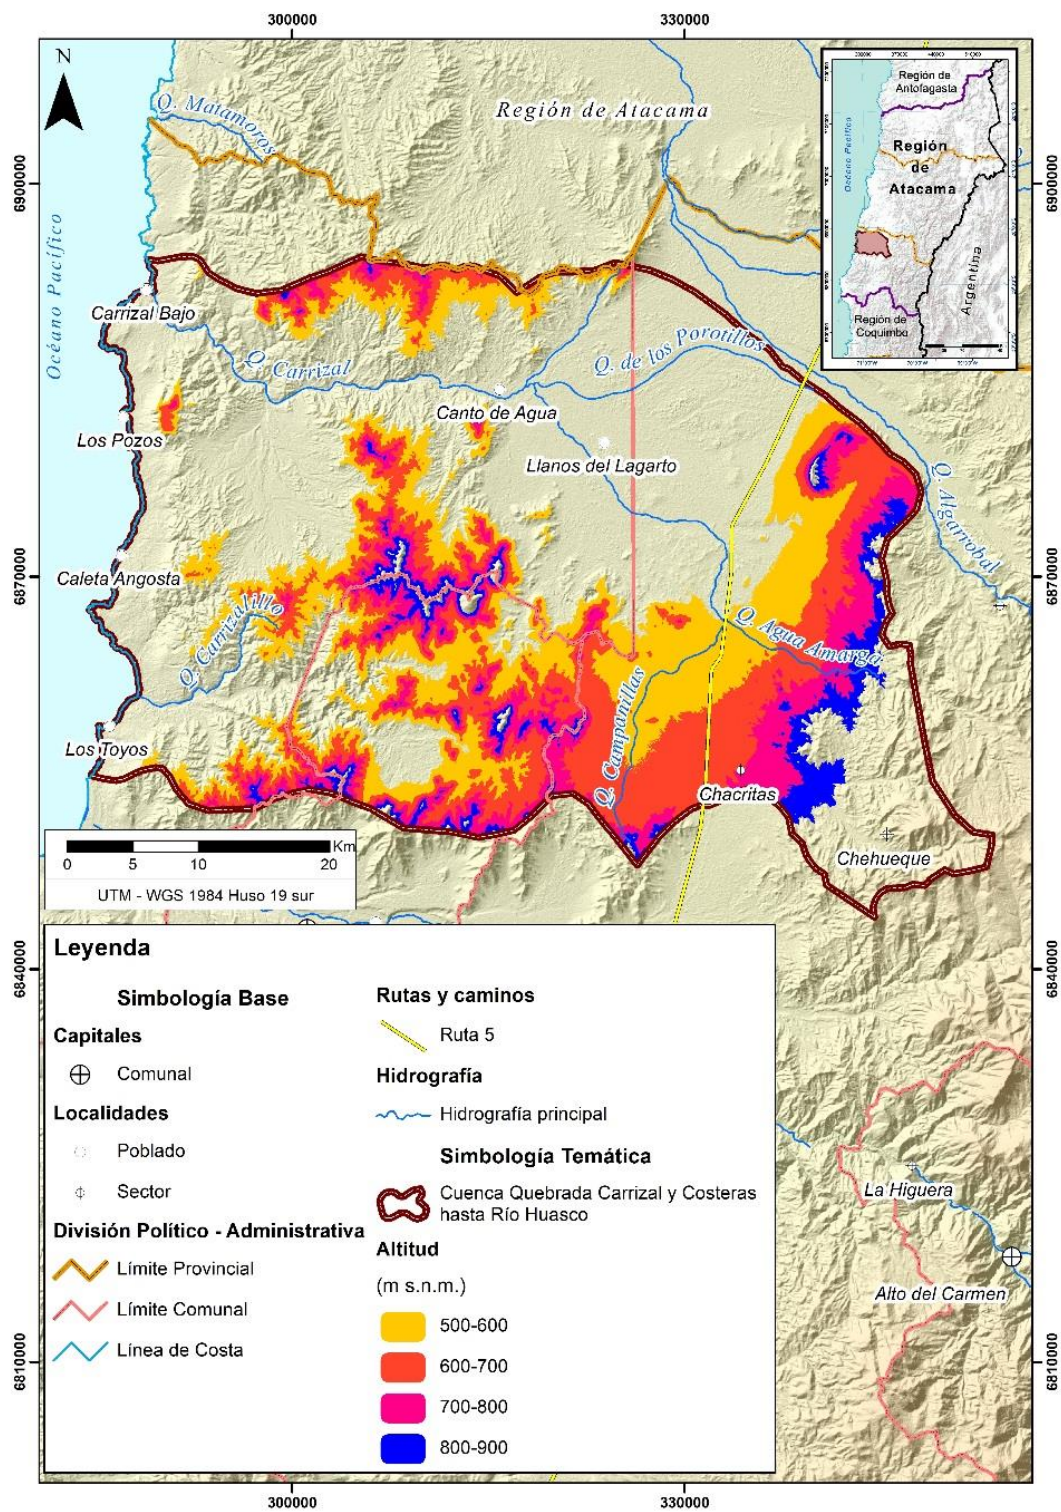 300000
330000
N
Q. Matamoros
Región de Atacama
6900000
6900000
Océano Pacífico
Carrizal Bajo
Q. Carrizal
Q. de los Porotillos
Canto de Agua
Los Pozos
Llanos del Lagarto
Q. Algarrobal
6870000
6870000
Caleta Angosta
Q. Carrizalillo
Q. Agua Amarga
Q. Campanillas
Los Toyos
Chacritas
Chehueque
Región de
Antofagasta
Océano Pacífico
Región
de
Atacama
Argentina
Región de
Coquimbo
0 5 10 20 Km
UTM - WGS 1984 Huso 19 sur
Leyenda
Simbología Base
Capitales
Comunal
Localidades
Poblado
Sector
División Político - Administrativa
Límite Provincial
Límite Comunal
Línea de Costa
Rutas y caminos
Ruta 5
Hidrografía
Hidrografía principal
Simbología Temática
Cuenca Quebrada Carrizal y Costeras
hasta Río Huasco
Altitud
(m s.n.m.)
500-600
600-700
700-800
800-900
6840000
6840000
La Higuera
Alto del Carmen
6810000
6810000
300000
330000